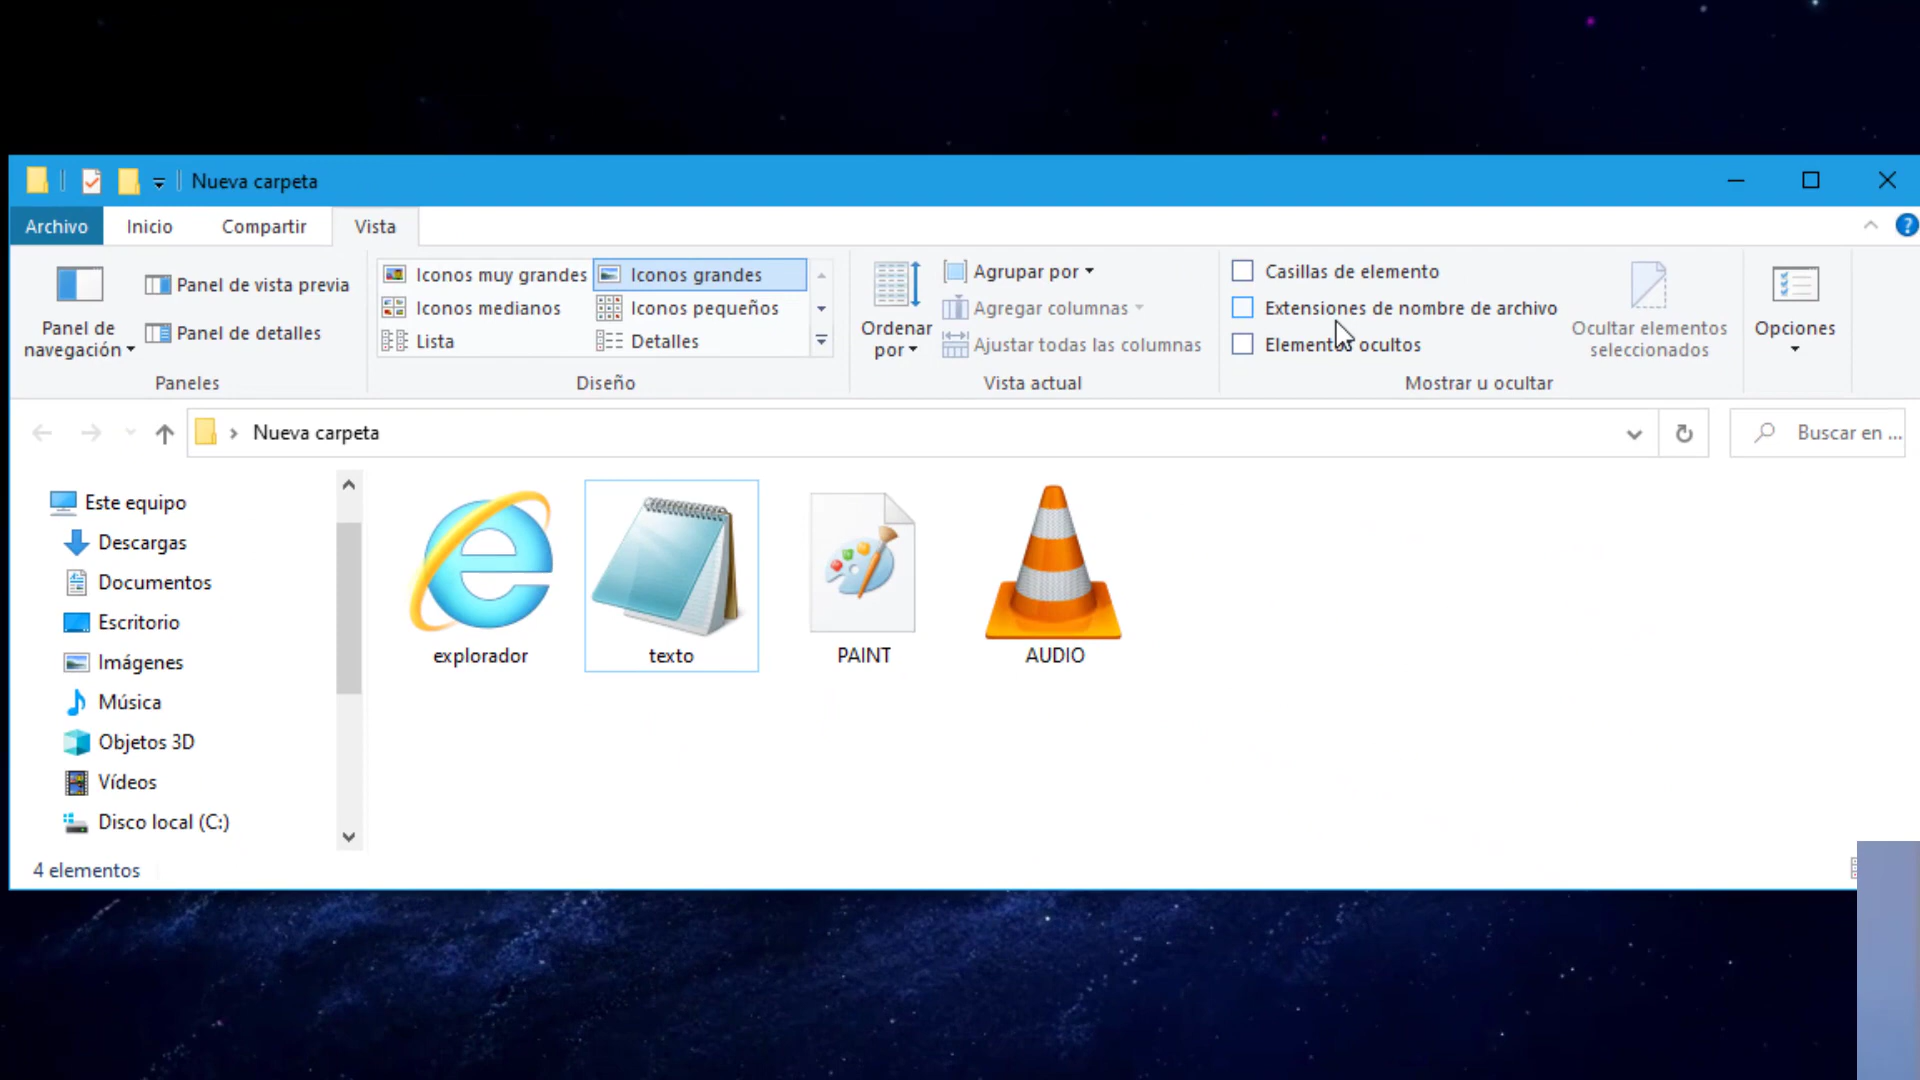 Nueva carpeta
Archivo
Inicio
Compartir
Vista
Panel de navegación
Panel de vista previa
Panel de detalles
Paneles
Iconos muy grandes
Iconos grandes
Iconos medianos
Iconos pequeños
Lista
Detalles
Diseño
Ordenar por
Agrupar por
Agregar columnas
Ajustar todas las columnas
Vista actual
Casillas de elemento
Extensiones de nombre de archivo
Elementos ocultos
Ocultar elementos seleccionados
Mostrar u ocultar
Opciones
Nueva carpeta
Buscar en ...
Este equipo
Descargas
Documentos
Escritorio
Imágenes
Música
Objetos 3D
Vídeos
Disco local (C:)
explorador
texto
PAINT
AUDIO
4 elementos